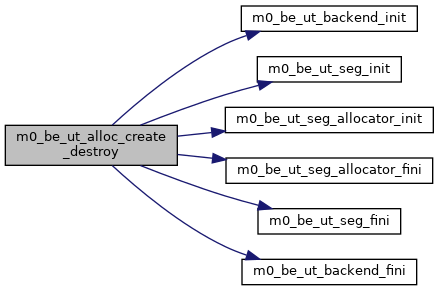 m0_be_ut_alloc_create
_destroy
m0_be_ut_backend_init
m0_be_ut_seg_init
m0_be_ut_seg_allocator_init
m0_be_ut_seg_allocator_fini
m0_be_ut_seg_fini
m0_be_ut_backend_fini